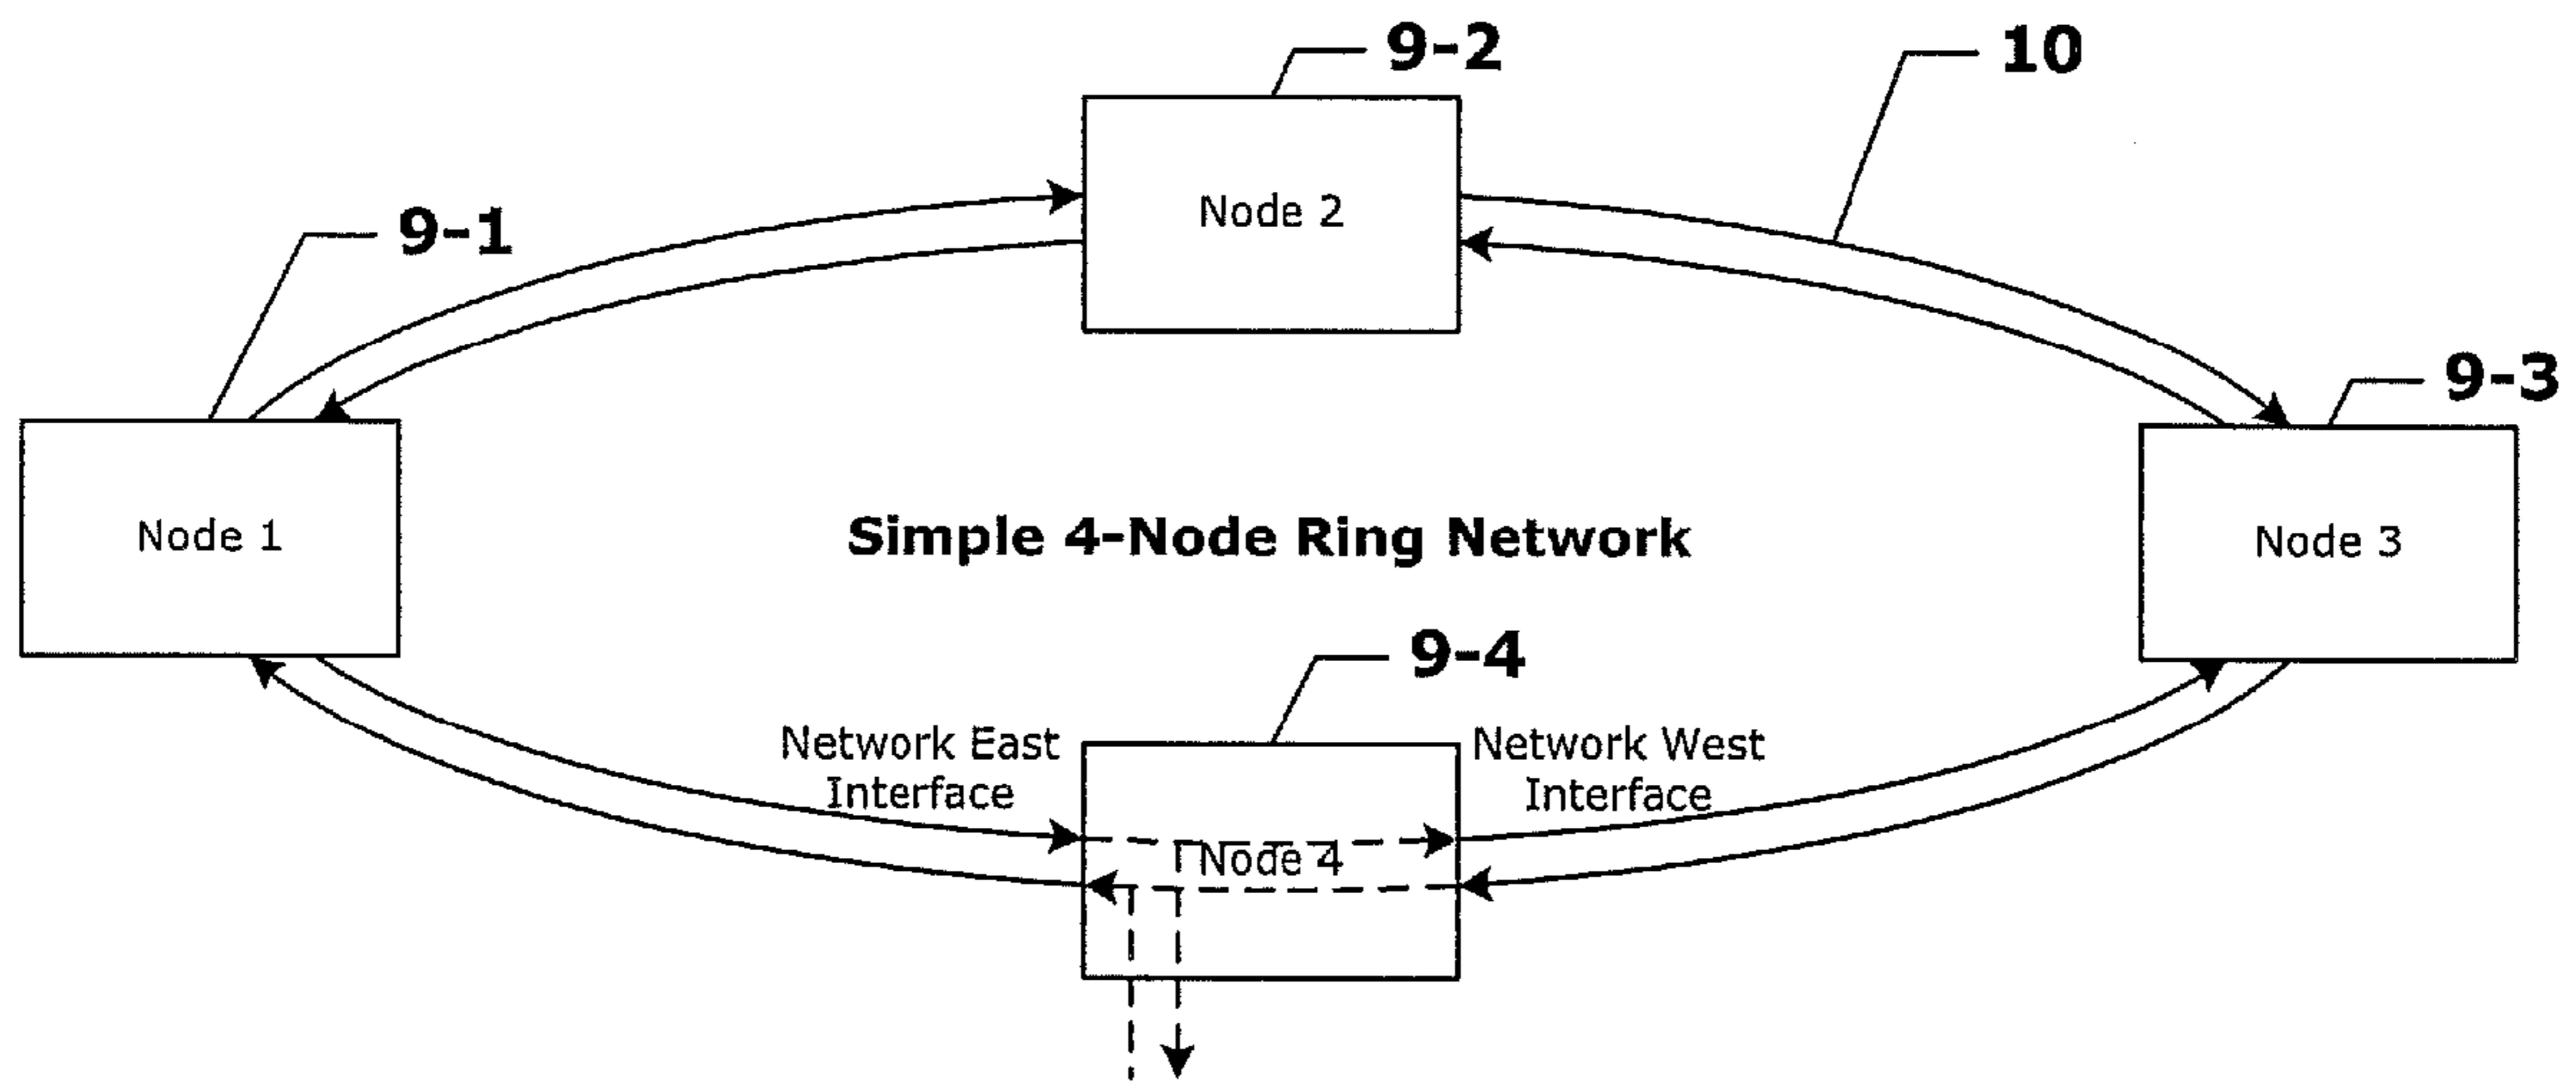 9-2
10
9-1
Node 2
9-3
Node 1
Simple 4-Node Ring Network
Node 3
9-4
Network East
Interface
Network West
Interface
Node 4